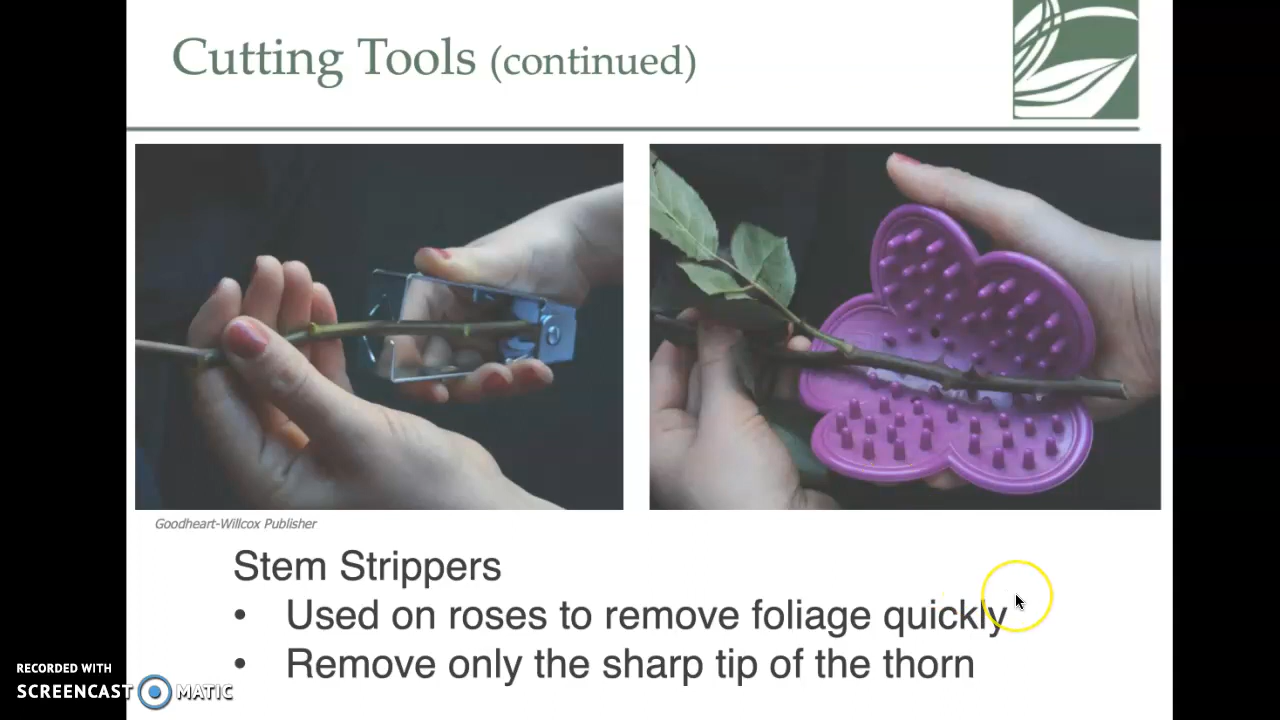 Cutting Tools (continued)
Goodheart-Willcox Publisher
Stem Strippers
• Used on roses to remove foliage quickly
• Remove only the sharp tip of the thorn
RECORDED WITH
SCREENCAST MATIC